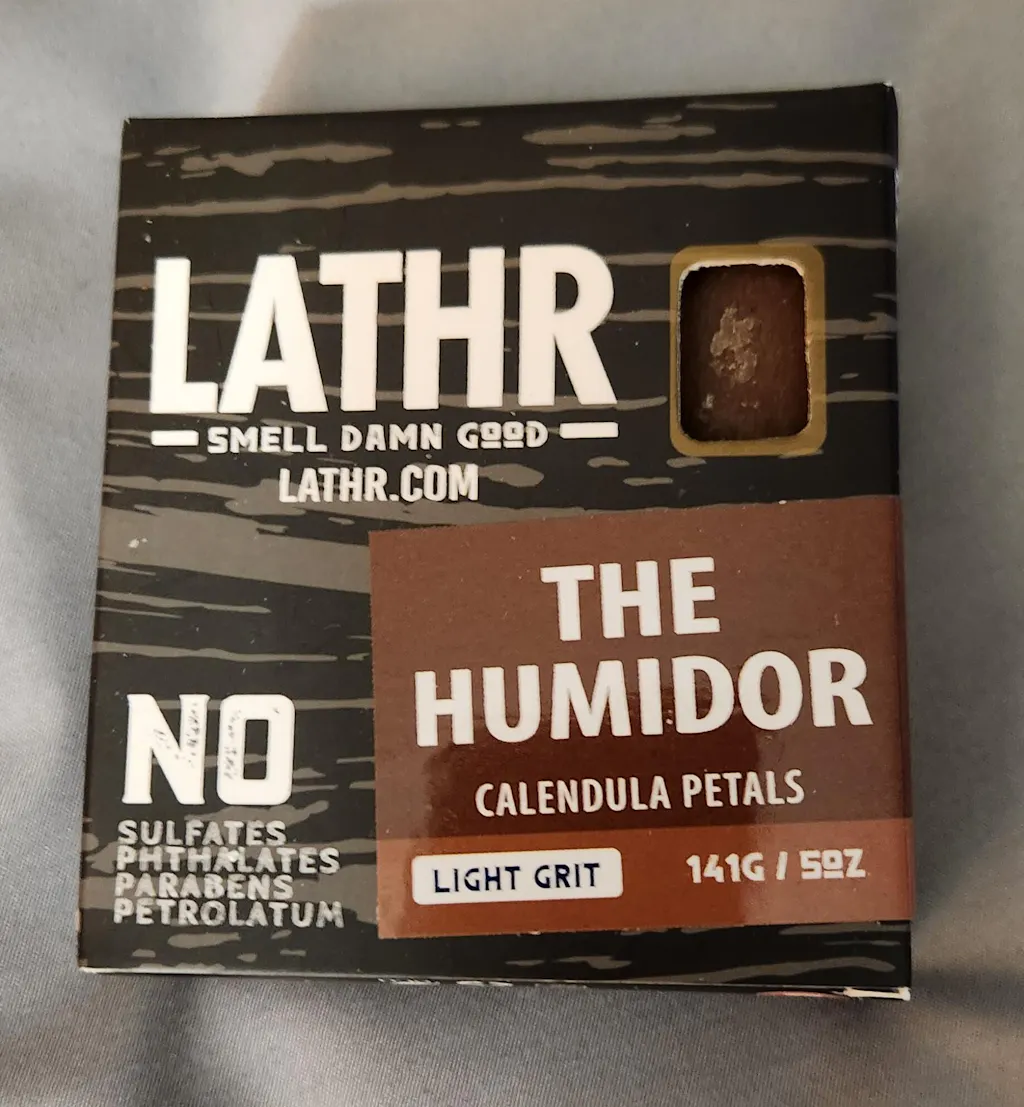 LATHR
SMELL DAMN GOOD
LATHR.COM
THE
HUMIDOR
CALENDULA PETALS
LIGHT GRIT
141G / 5OZ
NO
SULFATES
PHTHALATES
PARABENS
PETROLATUM